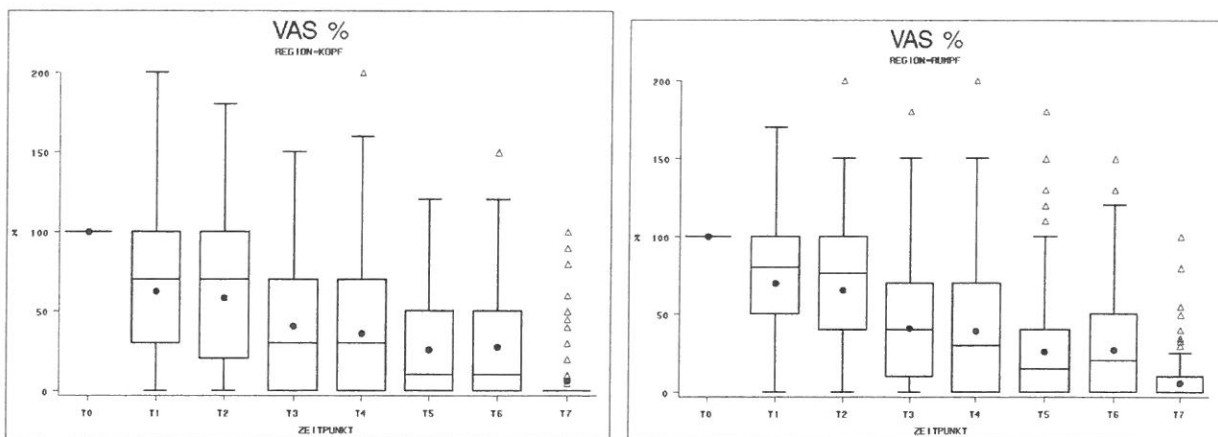 VAS %
REGION=KOPF
200
150
100
%
50
0
T0 T1 T2 T3 T4 T5 T6 T7
ZEITPUNKT
VAS %
REGION=RUMPF
200
150
100
%
50
0
T0 T1 T2 T3 T4 T5 T6 T7
ZEITPUNKT